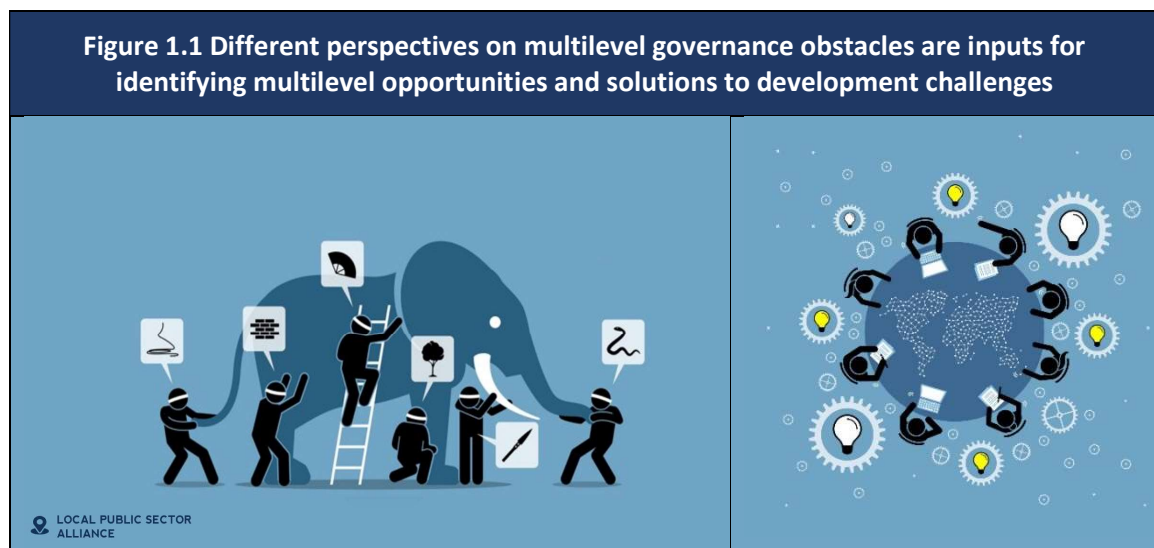 Figure 1.1 Different perspectives on multilevel governance obstacles are inputs for
identifying multilevel opportunities and solutions to development challenges
LOCAL PUBLIC SECTOR
ALLIANCE